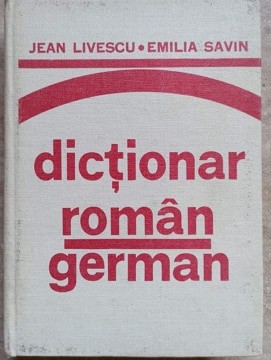 JEAN LIVESCU • EMILIA SAVIN
dicționar
român
german